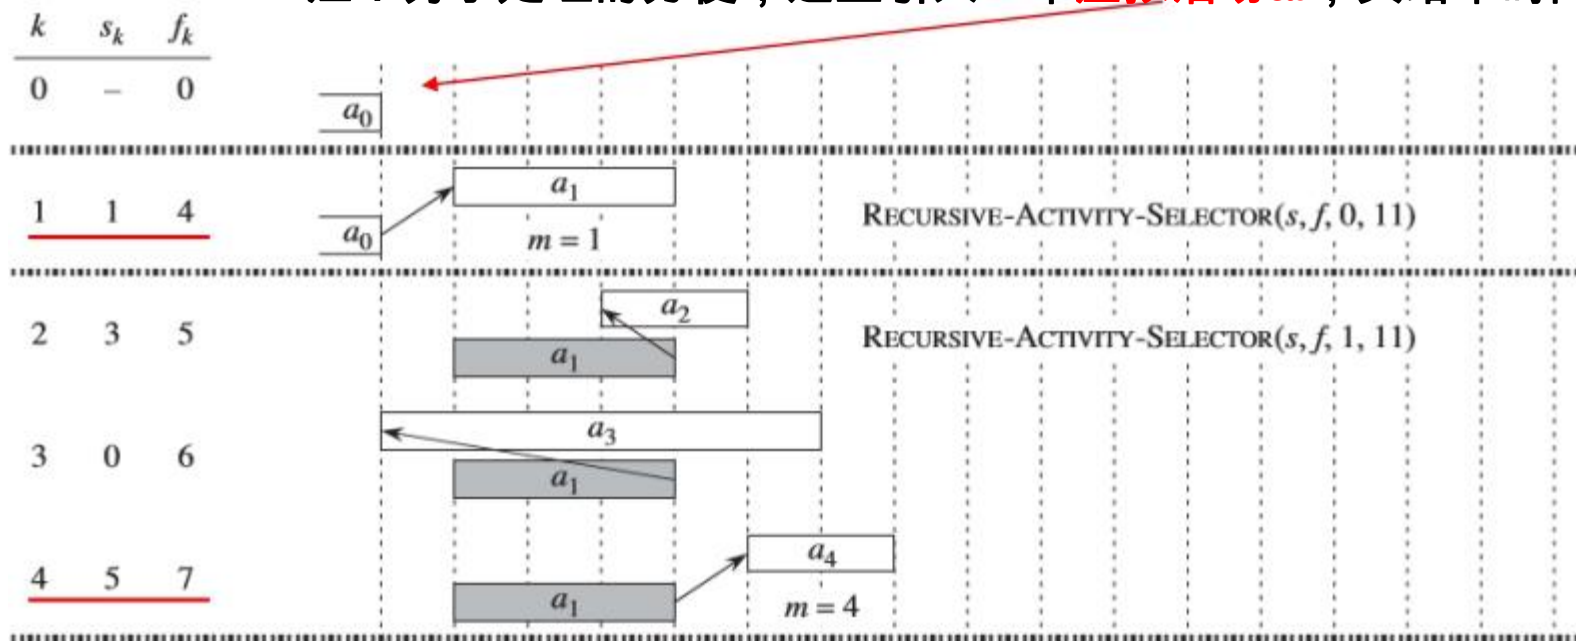 k s_k f_k
0 – 0
a_0
1 1 4
a_1
a_0
m = 1
RECURSIVE-ACTIVITY-SELECTOR(s, f, 0, 11)
2 3 5
a_2
a_1
RECURSIVE-ACTIVITY-SELECTOR(s, f, 1, 11)
3 0 6
a_3
a_1
4 5 7
a_4
a_1
m = 4